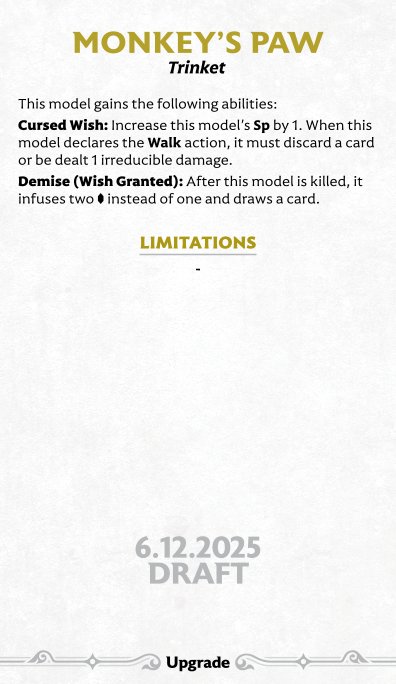 MONKEY'S PAW
Trinket
This model gains the following abilities:
Cursed Wish: Increase this model's Sp by 1. When this
model declares the Walk action, it must discard a card
or be dealt 1 irreducible damage.
Demise (Wish Granted): After this model is killed, it
infuses two instead of one and draws a card.
LIMITATIONS
-
6.12.2025
DRAFT
Upgrade